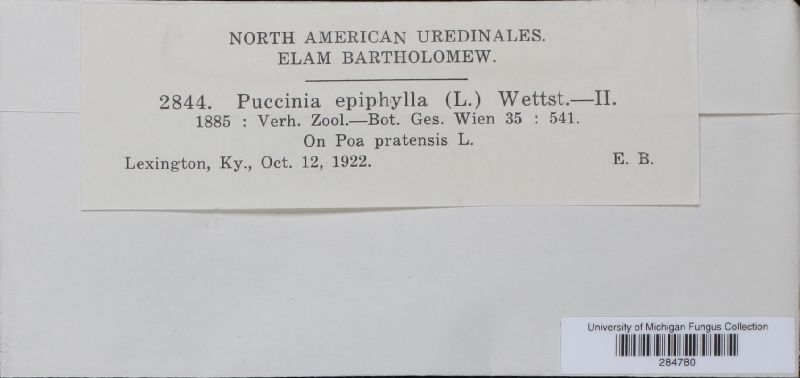 NORTH AMERICAN UREDINALES.
ELAM BARTHOLOMEW.
2844. Puccinia epiphylla (L.) Wettst.—II.
1885 : Verh. Zool.—Bot. Ges. Wien 35 : 541.
On Poa pratensis L.
Lexington, Ky., Oct. 12, 1922. E. B.
University of Michigan Fungus Collection
284780